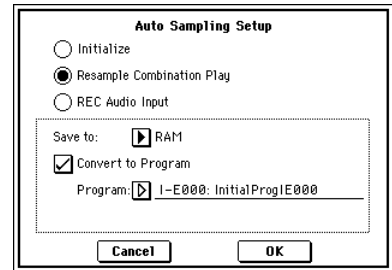 Auto Sampling Setup
Initialize
Resample Combination Play
REC Audio Input
Save to: RAM
Convert to Program
Program: I-E000: InitialProgIE000
Cancel OK